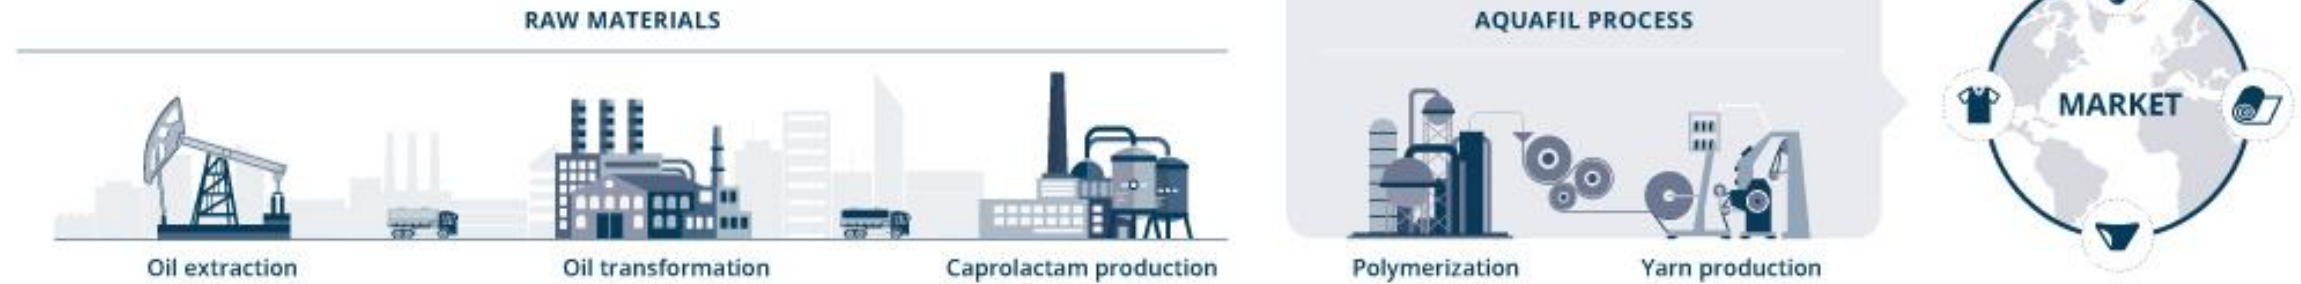 RAW MATERIALS
AQUAFIL PROCESS
MARKET
Oil extraction
Oil transformation
Caprolactam production
Polymerization
Yarn production